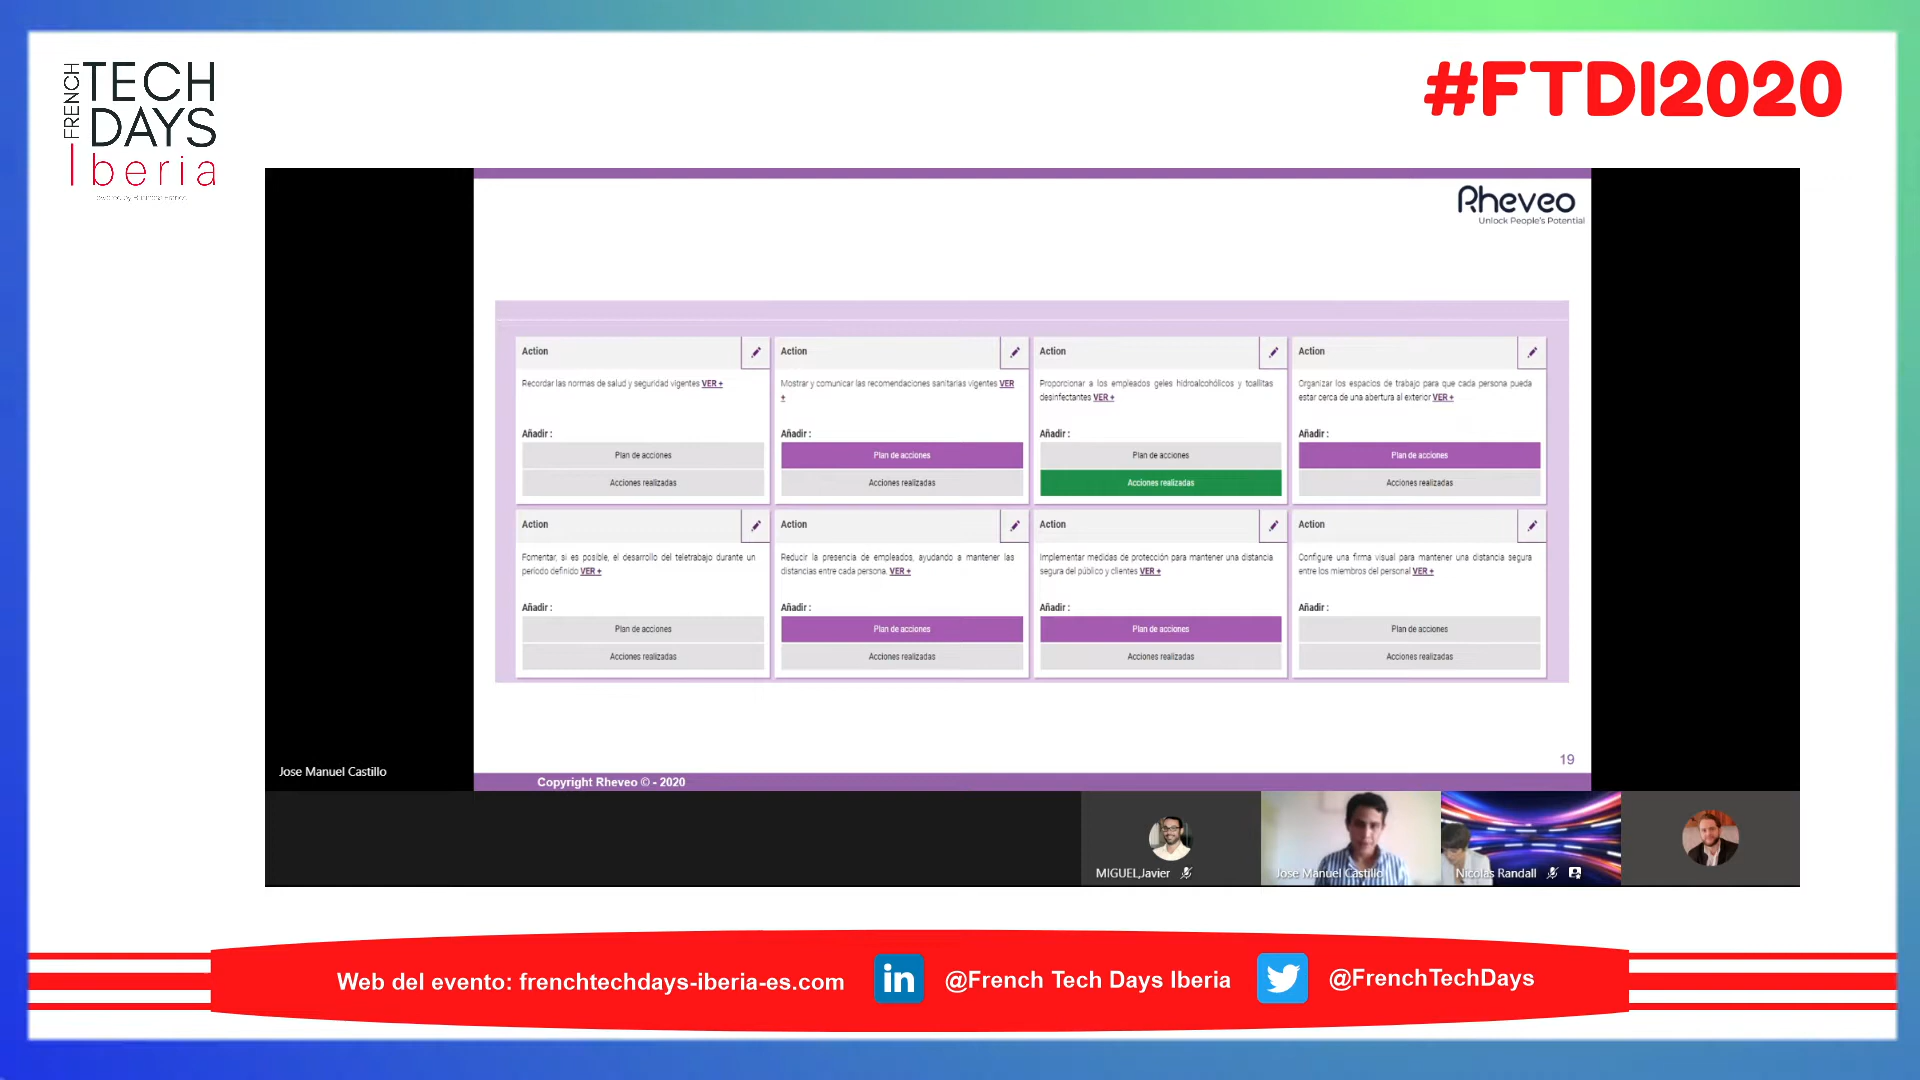 FRENCH
TECH
DAYS
Iberia
#FTDI2020
Rheveo
Unlock People's Potential
Action
Recordar las normas de salud y seguridad vigentes VER +
Añadir :
Plan de acciones
Acciones realizadas
Action
Mostrar y comunicar las recomendaciones sanitarias vigentes VER
+
Añadir :
Plan de acciones
Acciones realizadas
Action
Proporcionar a los empleados geles hidroalcohólicos y toallitas
desinfectantes VER +
Añadir :
Plan de acciones
Acciones realizadas
Action
Organizar los espacios de trabajo para que cada persona pueda
estar cerca de una abertura al exterior VER +
Añadir :
Plan de acciones
Acciones realizadas
Action
Fomentar, si es posible, el desarrollo del teletrabajo durante un
período definido VER +
Añadir :
Plan de acciones
Acciones realizadas
Action
Reducir la presencia de empleados, ayudando a mantener las
distancias entre cada persona. VER +
Añadir :
Plan de acciones
Acciones realizadas
Action
Implementar medidas de protección para mantener una distancia
segura del público y clientes VER +
Añadir :
Plan de acciones
Acciones realizadas
Action
Configure una firma visual para mantener una distancia segura
entre los miembros del personal VER +
Añadir :
Plan de acciones
Acciones realizadas
19
Jose Manuel Castillo
Copyright Rheveo © - 2020
MIGUEL,Javier
Jose Manuel Castillo
Nicolas Randall
Web del evento: frenchtechdays-iberia-es.com
in
@French Tech Days Iberia
@FrenchTechDays